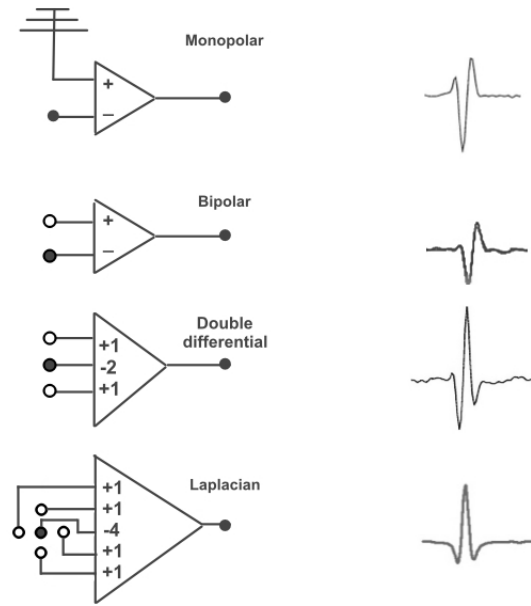 Monopolar
+
−
Bipolar
+
−
Double
differential
+1
-2
+1
Laplacian
+1
+1
-4
+1
+1